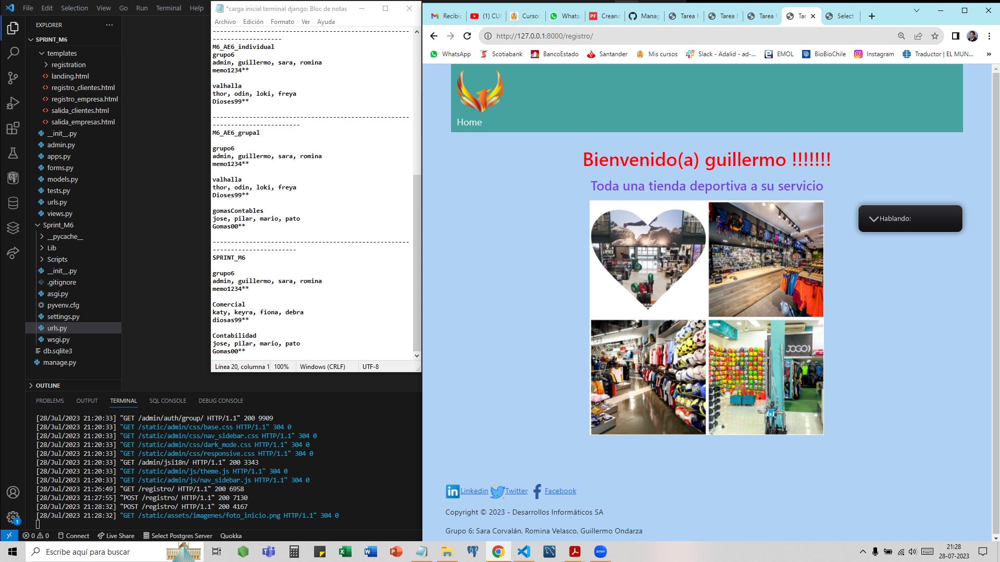 File Edit Selection View Go Run Terminal Help
EXPLORER
SPRINT_M6
templates
registration
landing.html
registro_clientes.html
registro_empresa.html
salida_clientes.html
salida_empresas.html
__init__.py
admin.py
apps.py
forms.py
models.py
tests.py
urls.py
views.py
Sprint_M6
__pycache__
Lib
Scripts
__init__.py
.gitignore
asgi.py
pyvenv.cfg
settings.py
urls.py
wsgi.py
db.sqlite3
manage.py
OUTLINE
*carga inicial terminal django: Bloc de notas
Archivo Edición Formato Ver Ayuda
-------------------------------------------------------
-------------------
M6_AE6_individual
grupo6
admin, guillermo, sara, romina
memo1234**
valhalla
thor, odin, loki, freya
Dioses99**
-------------------------------------------------------
------------------------
M6_AE6_grupal
grupo6
admin, guillermo, sara, romina
memo1234**
valhalla
thor, odin, loki, freya
Dioses99**
gomasContables
jose, pilar, mario, pato
Gomas00**
-------------------------------------------------------
-----------------------
SPRINT_M6
grupo6
admin, guillermo, sara, romina
memo1234**
Comercial
katy, keyra, fiona, debra
diosas99**
Contabilidad
jose, pilar, mario, pato
Gomas00**
Línea 20, columna 1 100% Windows (CRLF) UTF-8
PROBLEMS OUTPUT TERMINAL SQL CONSOLE DEBUG CONSOLE
[28/Jul/2023 21:20:33] "GET /admin/auth/group/ HTTP/1.1" 200 9909
[28/Jul/2023 21:20:33] "GET /static/admin/css/base.css HTTP/1.1" 304 0
[28/Jul/2023 21:20:33] "GET /static/admin/css/nav_sidebar.css HTTP/1.1" 304 0
[28/Jul/2023 21:20:33] "GET /static/admin/css/dark_mode.css HTTP/1.1" 304 0
[28/Jul/2023 21:20:33] "GET /static/admin/css/responsive.css HTTP/1.1" 304 0
[28/Jul/2023 21:20:33] "GET /admin/jsi18n/ HTTP/1.1" 200 3343
[28/Jul/2023 21:20:33] "GET /static/admin/js/theme.js HTTP/1.1" 304 0
[28/Jul/2023 21:20:33] "GET /static/admin/js/nav_sidebar.js HTTP/1.1" 304 0
[28/Jul/2023 21:26:49] "GET /registro/ HTTP/1.1" 200 6958
[28/Jul/2023 21:27:55] "POST /registro/ HTTP/1.1" 200 7130
[28/Jul/2023 21:28:32] "POST /registro/ HTTP/1.1" 200 4167
[28/Jul/2023 21:28:32] "GET /static/assets/imagenes/foto_inicio.png HTTP/1.1" 304 0
1
0 0 Connect Live Share Select Postgres Server Quokka
Recibic (1) CU Curso: Whats PF Creand Manag Tarea Tarea Tarea Tar Select
http://127.0.0.1:8000/registro/
WhatsApp Scotiabank BancoEstado Santander Mis cursos Slack - Adalid - ad-... EMOL BioBioChile Instagram Traductor | EL MUN... »
Home
Bienvenido(a) guillermo !!!!!!!
Toda una tienda deportiva a su servicio
Hablando:
JOGO
in Linkedin Twitter Facebook
Copyright © 2023 - Desarrollos Informáticos SA
Grupo 6: Sara Corvalán, Romina Velasco, Guillermo Ondarza
Escribe aquí para buscar
zoom
21:28
28-07-2023